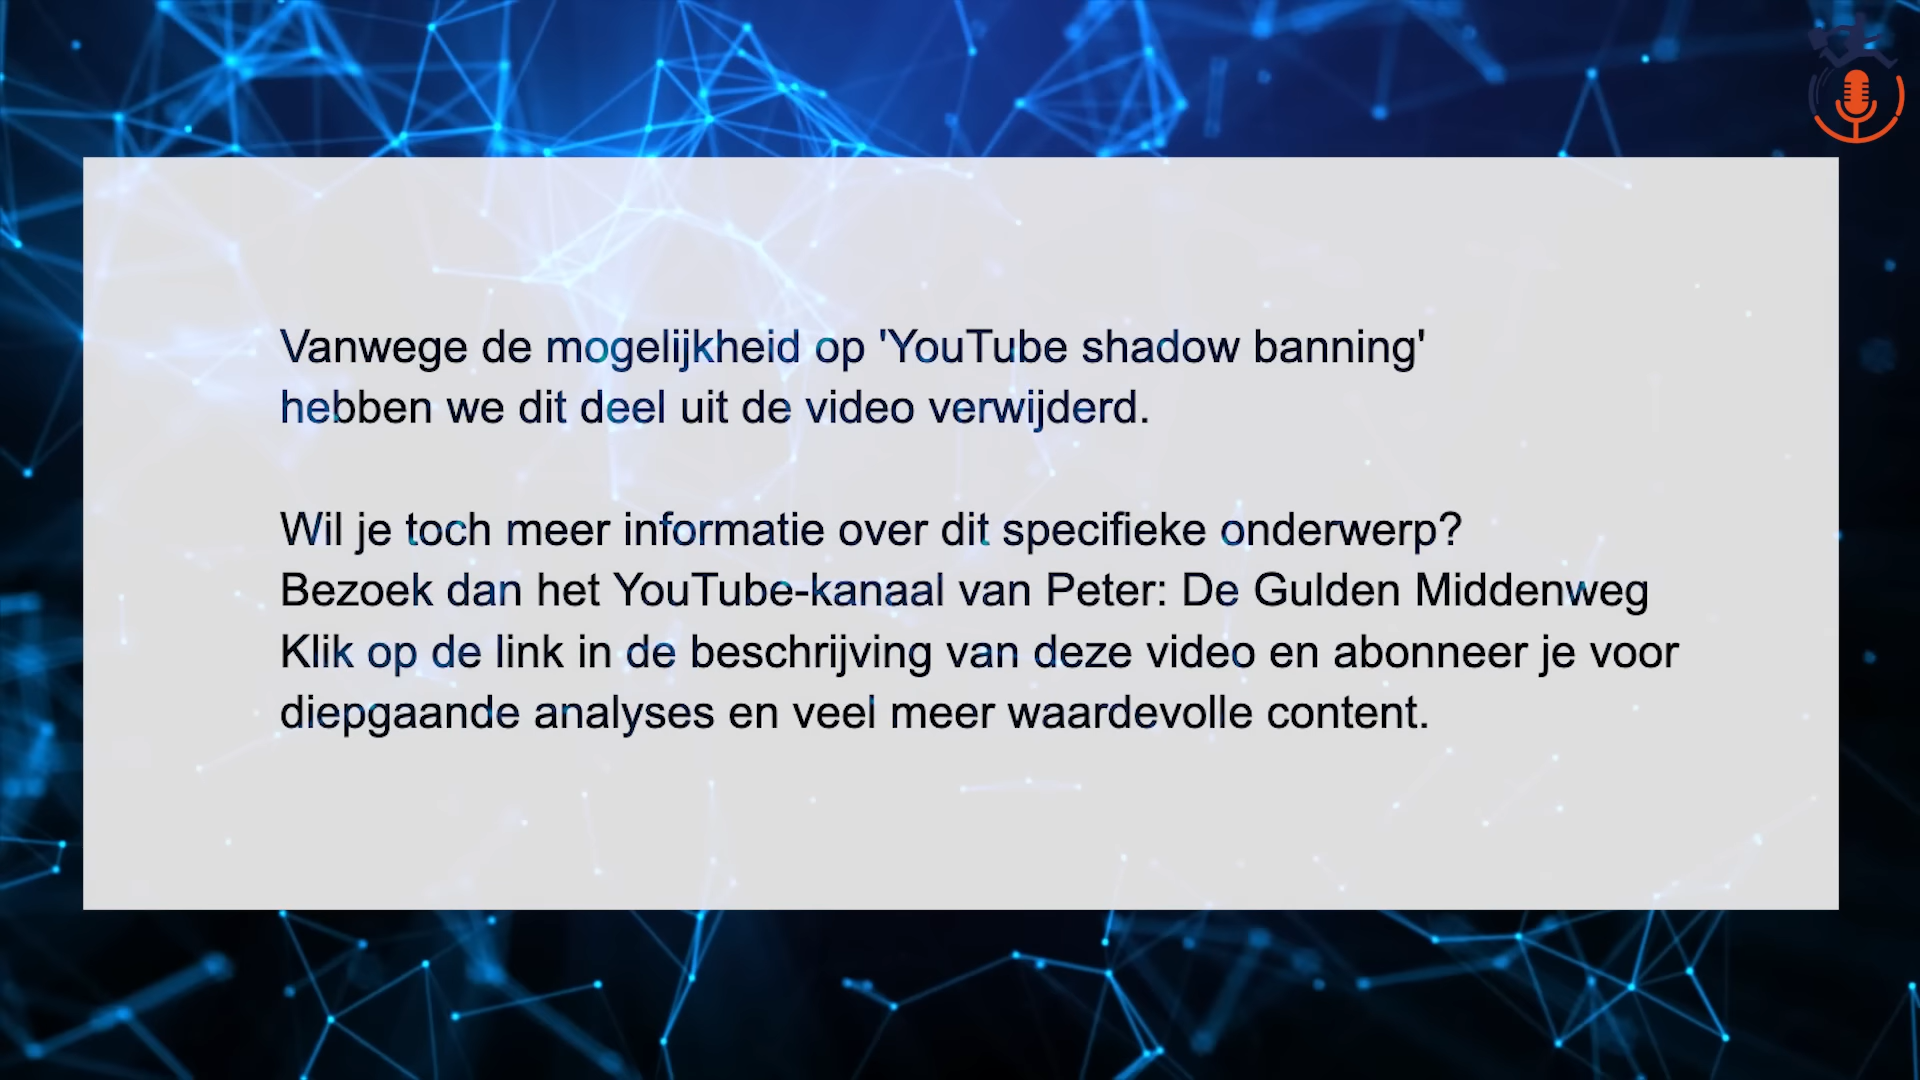 Vanwege de mogelijkheid op 'YouTube shadow banning'
hebben we dit deel uit de video verwijderd.
Wil je toch meer informatie over dit specifieke onderwerp?
Bezoek dan het YouTube-kanaal van Peter: De Gulden Middenweg
Klik op de link in de beschrijving van deze video en abonneer je voor
diepgaande analyses en veel meer waardevolle content.